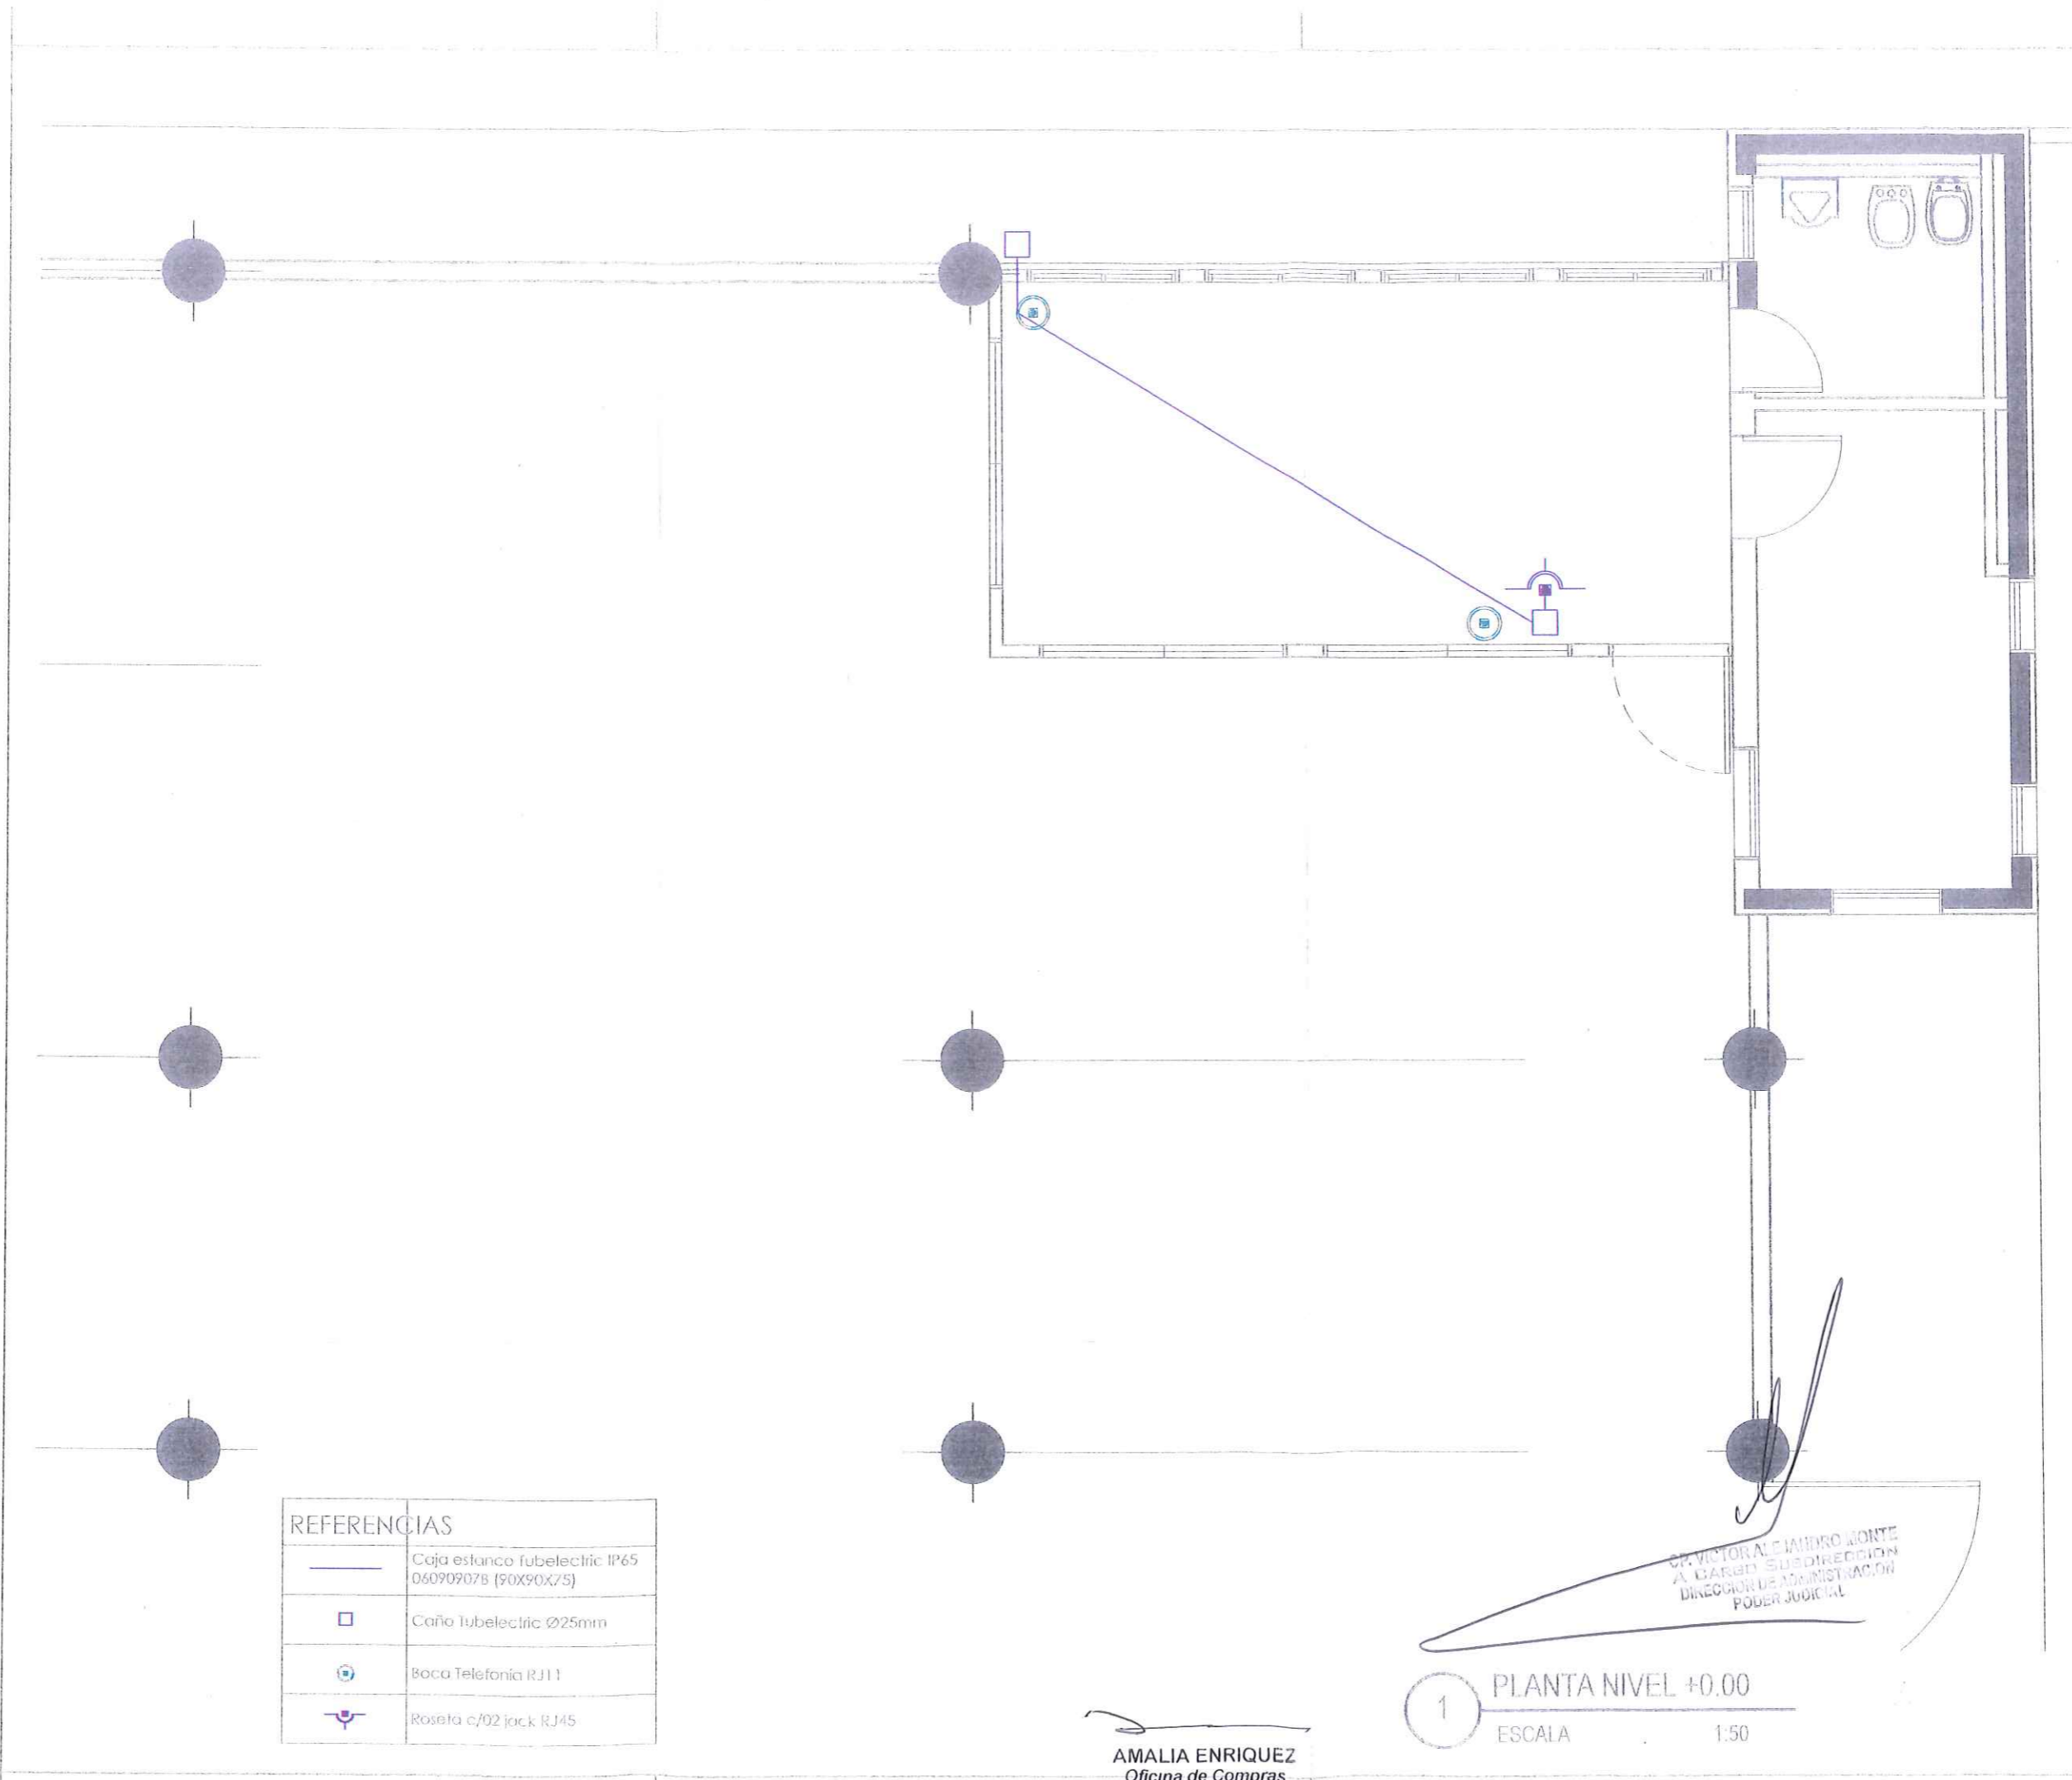 REFERENCIAS
Caja estanco tubelectric IP65
060909078 (90X90X75)
Caño tubelectric Ø25mm
Boca Telefonía RJ11
Roseta c/02 jack RJ45
CP. VICTOR ALEJANDRO MONTE
A CARGO SUBDIRECCION
DIRECCION DE ADMINISTRACION
PODER JUDICIAL
1
PLANTA NIVEL +0.00
ESCALA 1:50
AMALIA ENRIQUEZ
Oficina de Compras